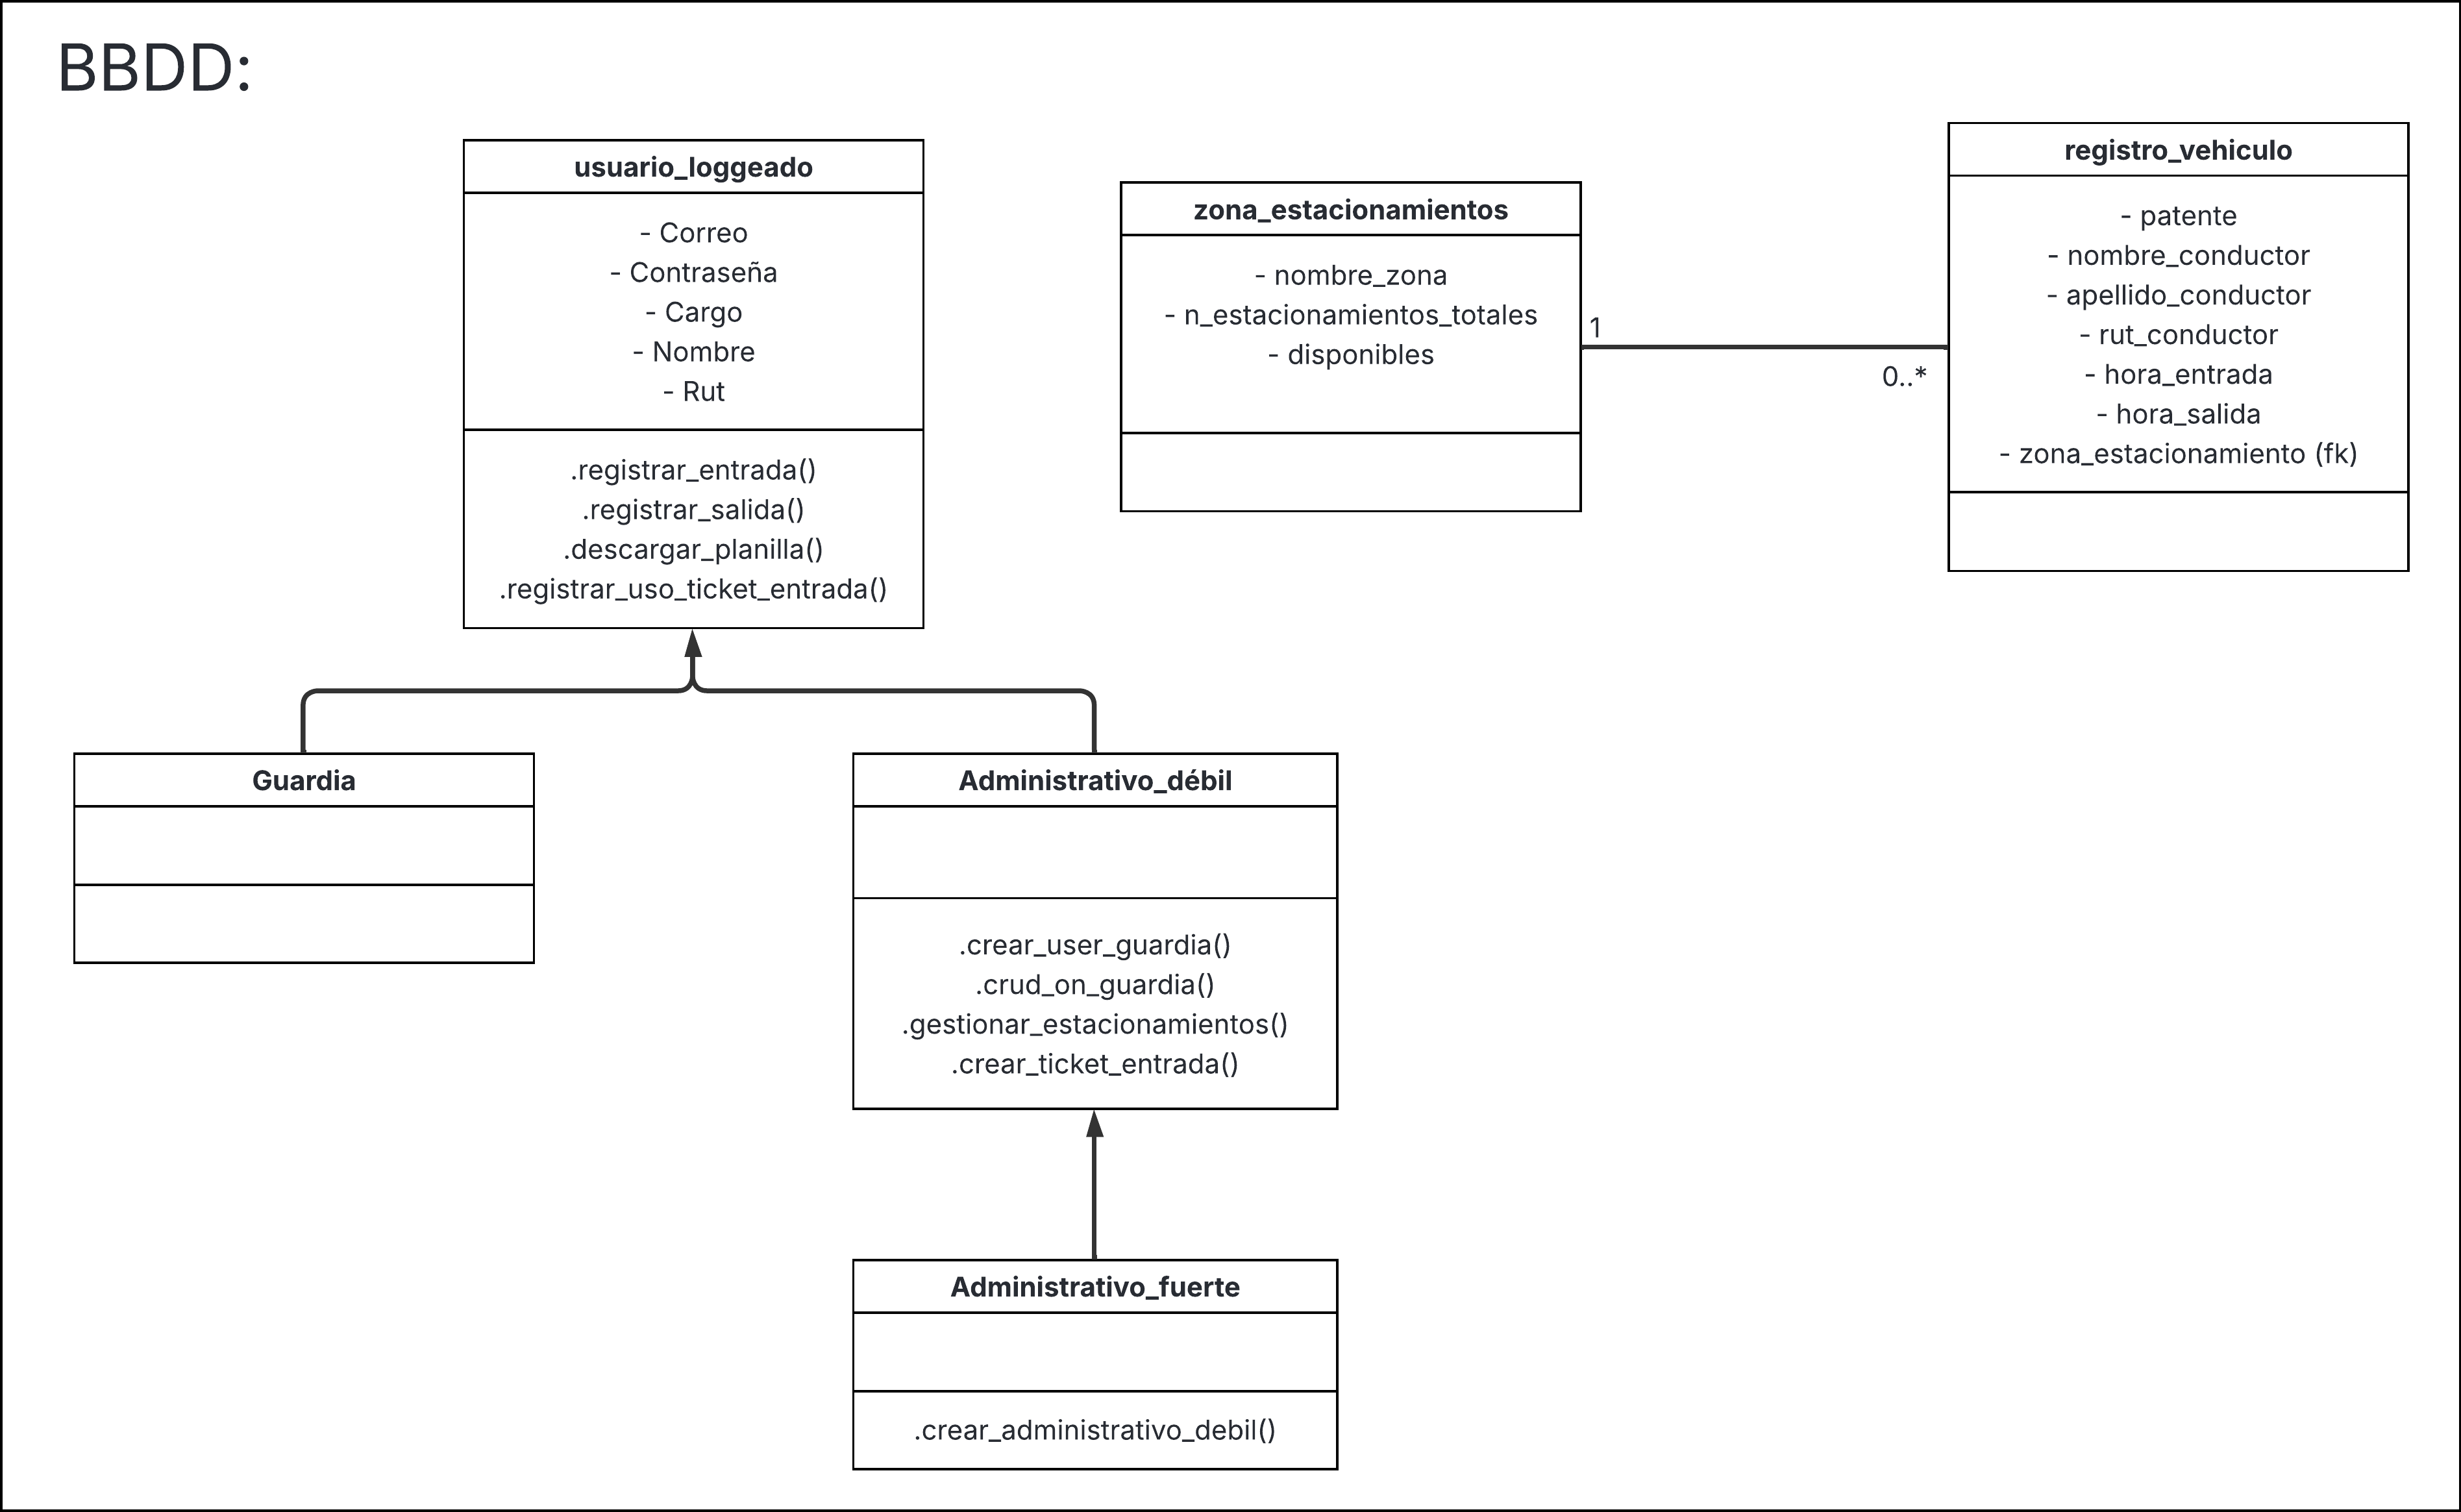 BBDD:
usuario_loggeado
- Correo
- Contraseña
- Cargo
- Nombre
- Rut
.registrar_entrada()
.registrar_salida()
.descargar_planilla()
.registrar_uso_ticket_entrada()
zona_estacionamientos
- nombre_zona
- n_estacionamientos_totales
- disponibles
1
0..*
registro_vehiculo
- patente
- nombre_conductor
- apellido_conductor
- rut_conductor
- hora_entrada
- hora_salida
- zona_estacionamiento (fk)
Guardia
Administrativo_débil
.crear_user_guardia()
.crud_on_guardia()
.gestionar_estacionamientos()
.crear_ticket_entrada()
Administrativo_fuerte
.crear_administrativo_debil()